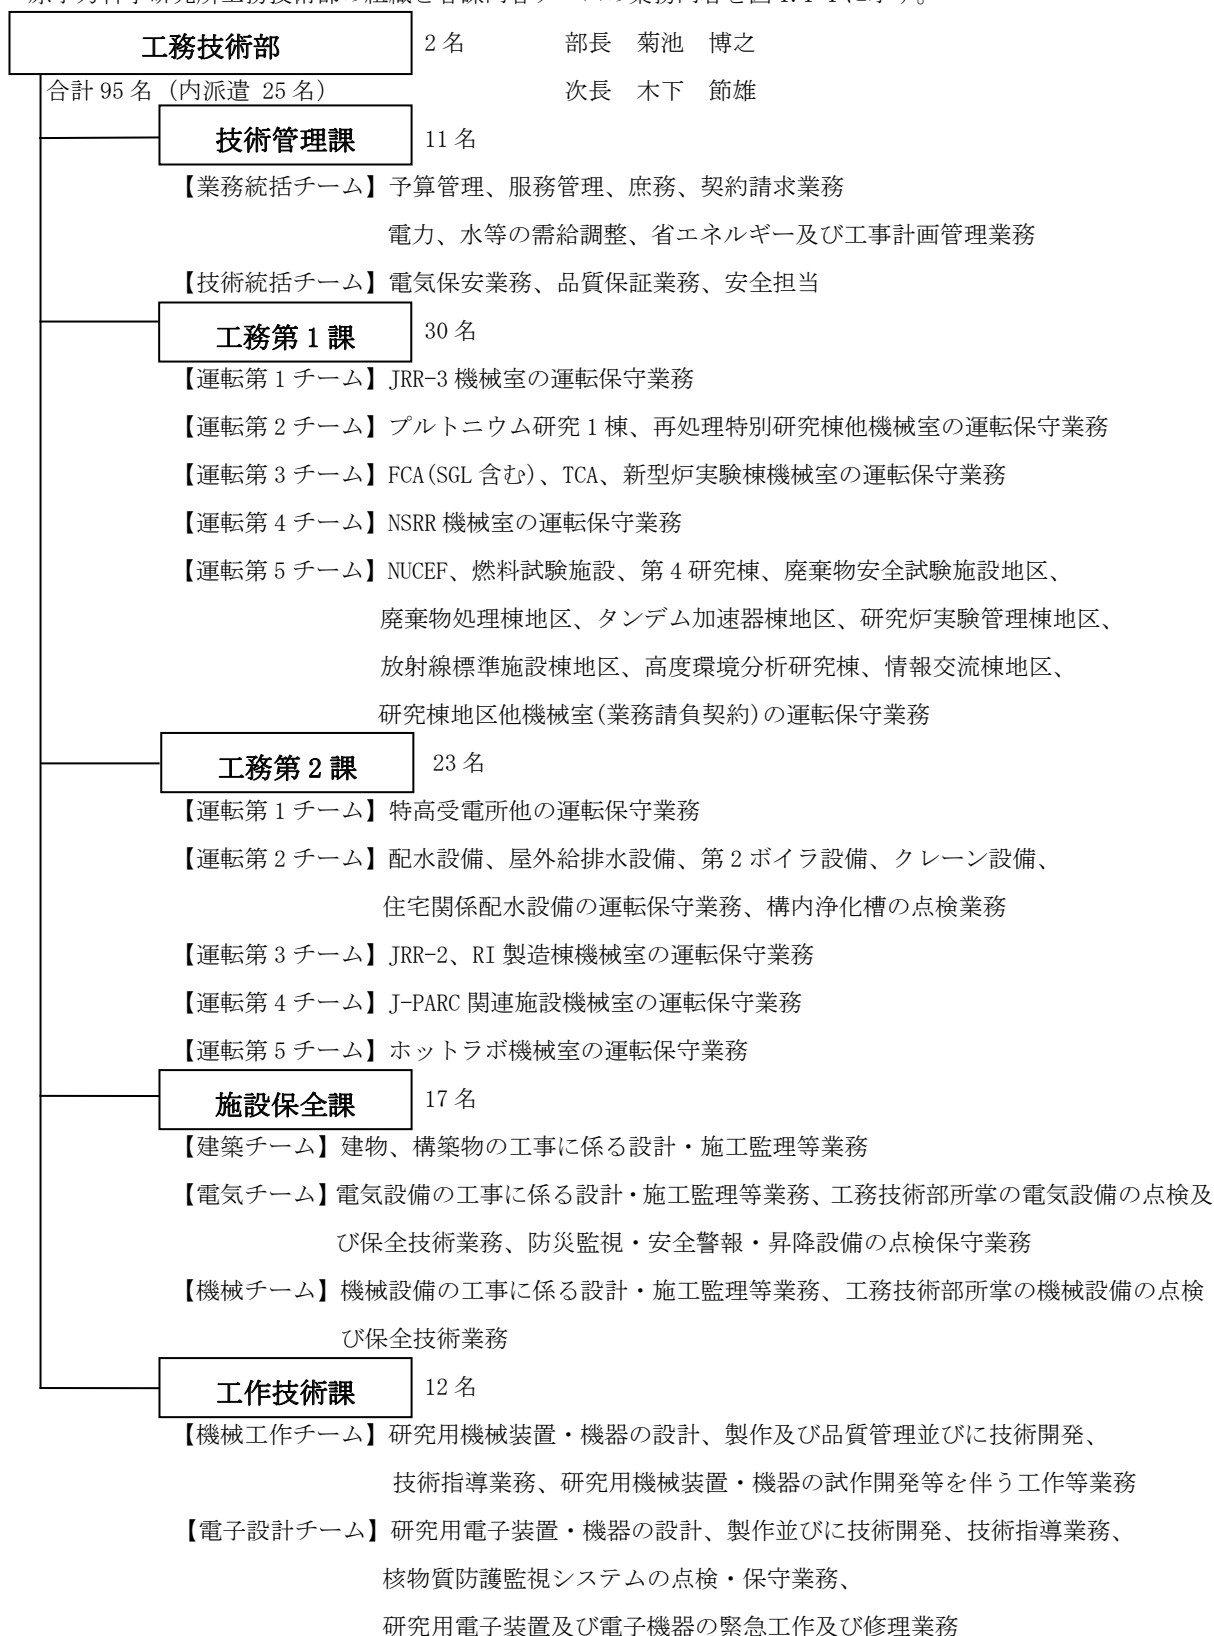 工務技術部 2名 部長 菊池 博之
合計95名(内派遣 25名) 次長 木下 節雄
技術管理課 11名
【業務統括チーム】予算管理、服務管理、庶務、契約請求業務
電力、水等の需給調整、省エネルギー及び工事計画管理業務
【技術統括チーム】電気保安業務、品質保証業務、安全担当
工務第1課 30名
【運転第1チーム】JRR-3機械室の運転保守業務
【運転第2チーム】プルトニウム研究1棟、再処理特別研究棟他機械室の運転保守業務
【運転第3チーム】FCA(SGL含む)、TCA、新型炉実験棟機械室の運転保守業務
【運転第4チーム】NSRR機械室の運転保守業務
【運転第5チーム】NUCEF、燃料試験施設、第4研究棟、廃棄物安全試験施設地区、
廃棄物処理棟地区、タンデム加速器棟地区、研究炉実験管理棟地区、
放射線標準施設棟地区、高度環境分析研究棟、情報交流棟地区、
研究棟地区他機械室(業務請負契約)の運転保守業務
工務第2課 23名
【運転第1チーム】特高受電所他の運転保守業務
【運転第2チーム】配水設備、屋外給排水設備、第2ボイラ設備、クレーン設備、
住宅関係配水設備の運転保守業務、構内浄化槽の点検業務
【運転第3チーム】JRR-2、RI製造棟機械室の運転保守業務
【運転第4チーム】J-PARC関連施設機械室の運転保守業務
【運転第5チーム】ホットラボ機械室の運転保守業務
施設保全課 17名
【建築チーム】建物、構築物の工事に係る設計・施工監理等業務
【電気チーム】電気設備の工事に係る設計・施工監理等業務、工務技術部所掌の電気設備の点検及
び保全技術業務、防災監視・安全警報・昇降設備の点検保守業務
【機械チーム】機械設備の工事に係る設計・施工監理等業務、工務技術部所掌の機械設備の点検
び保全技術業務
工作技術課 12名
【機械工作チーム】研究用機械装置・機器の設計、製作及び品質管理並びに技術開発、
技術指導業務、研究用機械装置・機器の試作開発等を伴う工作等業務
【電子設計チーム】研究用電子装置・機器の設計、製作並びに技術開発、技術指導業務、
核物質防護監視システムの点検・保守業務、
研究用電子装置及び電子機器の緊急工作及び修理業務